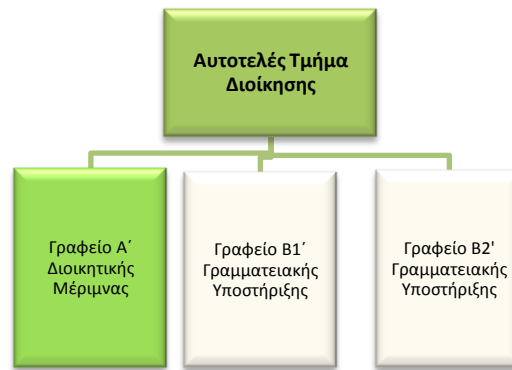 Αυτοτελές Τμήμα
Διοίκησης
Γραφείο Α΄
Διοικητικής
Μέριμνας
Γραφείο Β1΄
Γραμματειακής
Υποστήριξης
Γραφείο Β2'
Γραμματειακής
Υποστήριξης